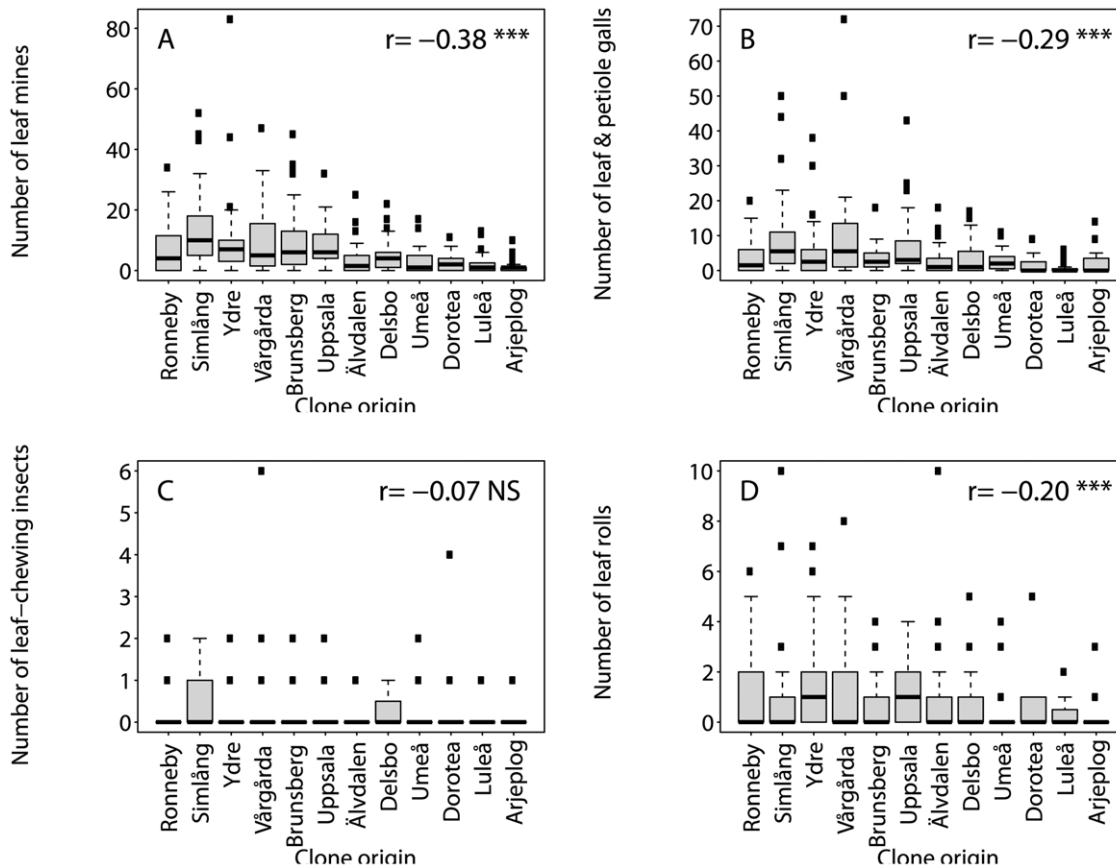 Number of leaf mines
80
60
40
20
0
A
r= −0.38 ***
Ronneby
Simlång
Ydre
Vårgårda
Brunsberg
Uppsala
Älvdalen
Delsbo
Umeå
Dorotea
Luleå
Arjeplog
Clone origin
Number of leaf & petiole galls
70
60
50
40
30
20
10
0
B
r= −0.29 ***
Ronneby
Simlång
Ydre
Vårgårda
Brunsberg
Uppsala
Älvdalen
Delsbo
Umeå
Dorotea
Luleå
Arjeplog
Clone origin
Number of leaf−chewing insects
6
5
4
3
2
1
0
C
r= −0.07 NS
Ronneby
Simlång
Ydre
Vårgårda
Brunsberg
Uppsala
Älvdalen
Delsbo
Umeå
Dorotea
Luleå
Arjeplog
Clone origin
Number of leaf rolls
10
8
6
4
2
0
D
r= −0.20 ***
Ronneby
Simlång
Ydre
Vårgårda
Brunsberg
Uppsala
Älvdalen
Delsbo
Umeå
Dorotea
Luleå
Arjeplog
Clone origin